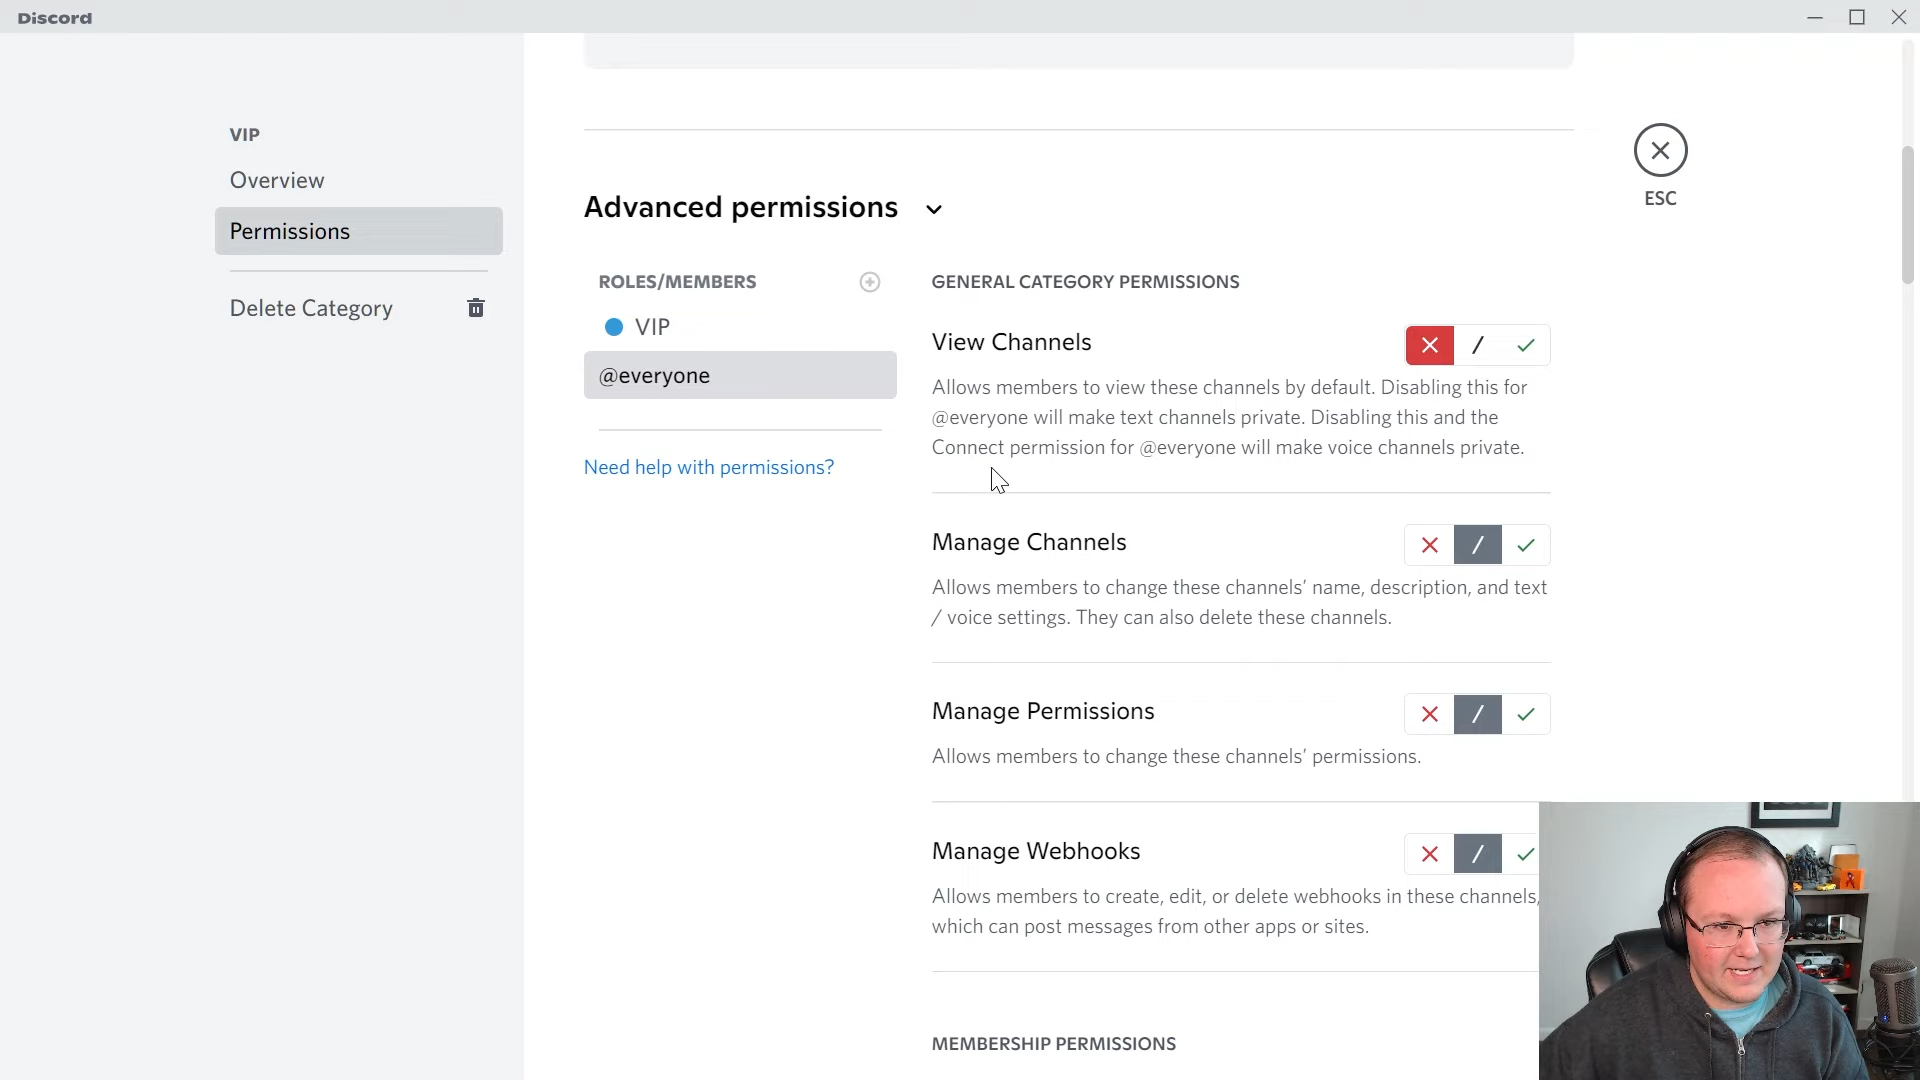 Discord
VIP
Overview
Permissions
Delete Category
ESC
Advanced permissions
ROLES/MEMBERS
VIP
@everyone
Need help with permissions?
GENERAL CATEGORY PERMISSIONS
View Channels
Allows members to view these channels by default. Disabling this for
@everyone will make text channels private. Disabling this and the
Connect permission for @everyone will make voice channels private.
Manage Channels
Allows members to change these channels’ name, description, and text
/ voice settings. They can also delete these channels.
Manage Permissions
Allows members to change these channels’ permissions.
Manage Webhooks
Allows members to create, edit, or delete webhooks in these channels,
which can post messages from other apps or sites.
MEMBERSHIP PERMISSIONS